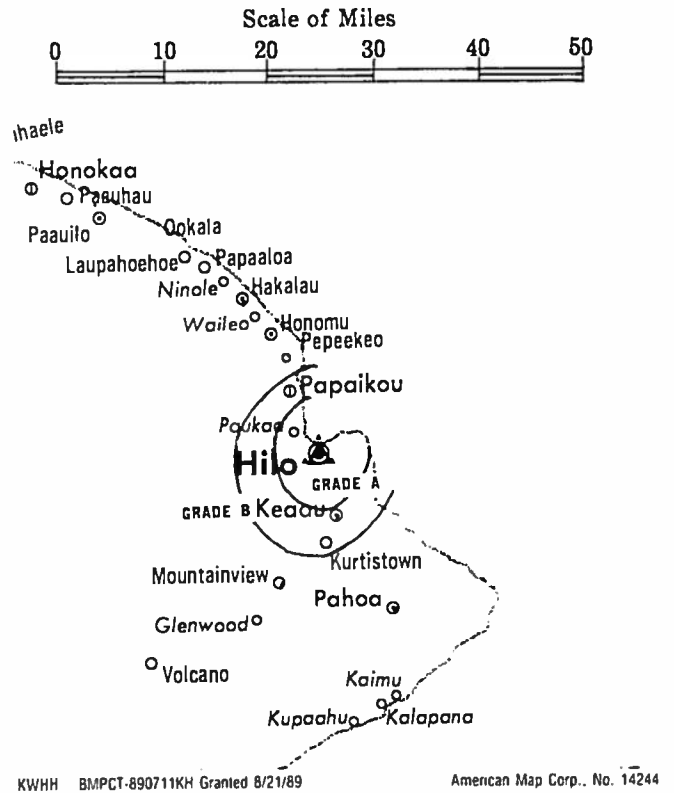 Scale of Miles
0 10 20 30 40 50
ıhaele
Honokaa
Paauhau
Paauilo
Ookala
Laupahoehoe
Papaaloa
Ninole
Hakalau
Waileo
Honomu
Pepeekeo
Papaikou
Paukaa
Hilo
GRADE A
GRADE B
Keaau
Kurtistown
Mountainview
Pahoa
Glenwood
Volcano
Kaimu
Kupaahu
Kalapana
KWHH BMPCT-890711KH Granted 8/21/89
American Map Corp., No. 14244